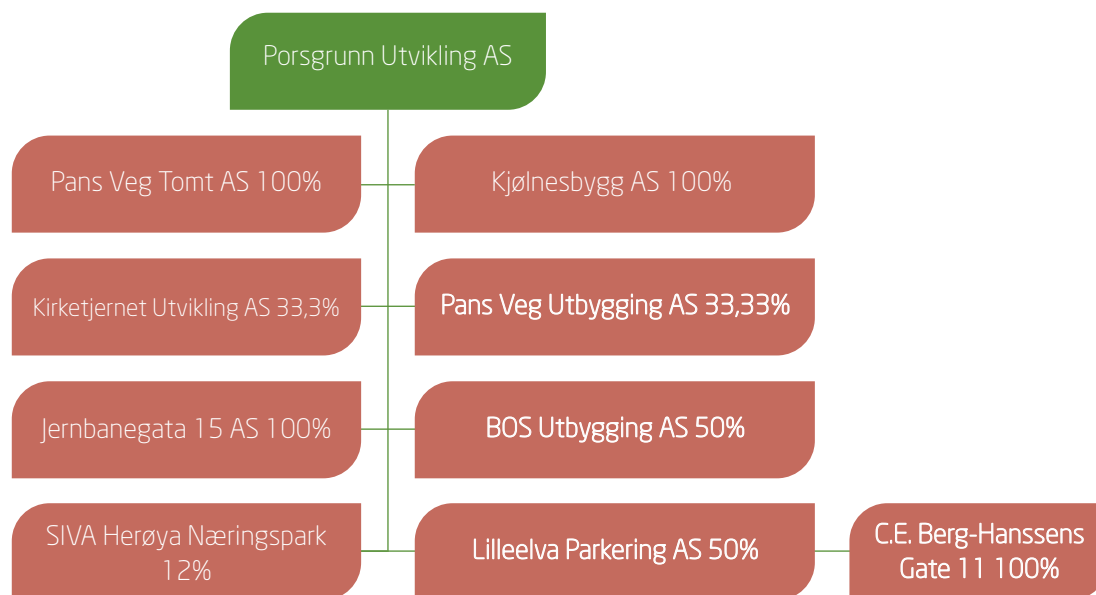 Porsgrunn Utvikling AS
Pans Veg Tomt AS 100%
Kjølnesbygg AS 100%
Kirketjernet Utvikling AS 33,3%
Pans Veg Utbygging AS 33,33%
Jernbanegata 15 AS 100%
BOS Utbygging AS 50%
SIVA Herøya Næringspark
12%
Lilleelva Parkering AS 50%
C.E. Berg-Hanssens
Gate 11 100%